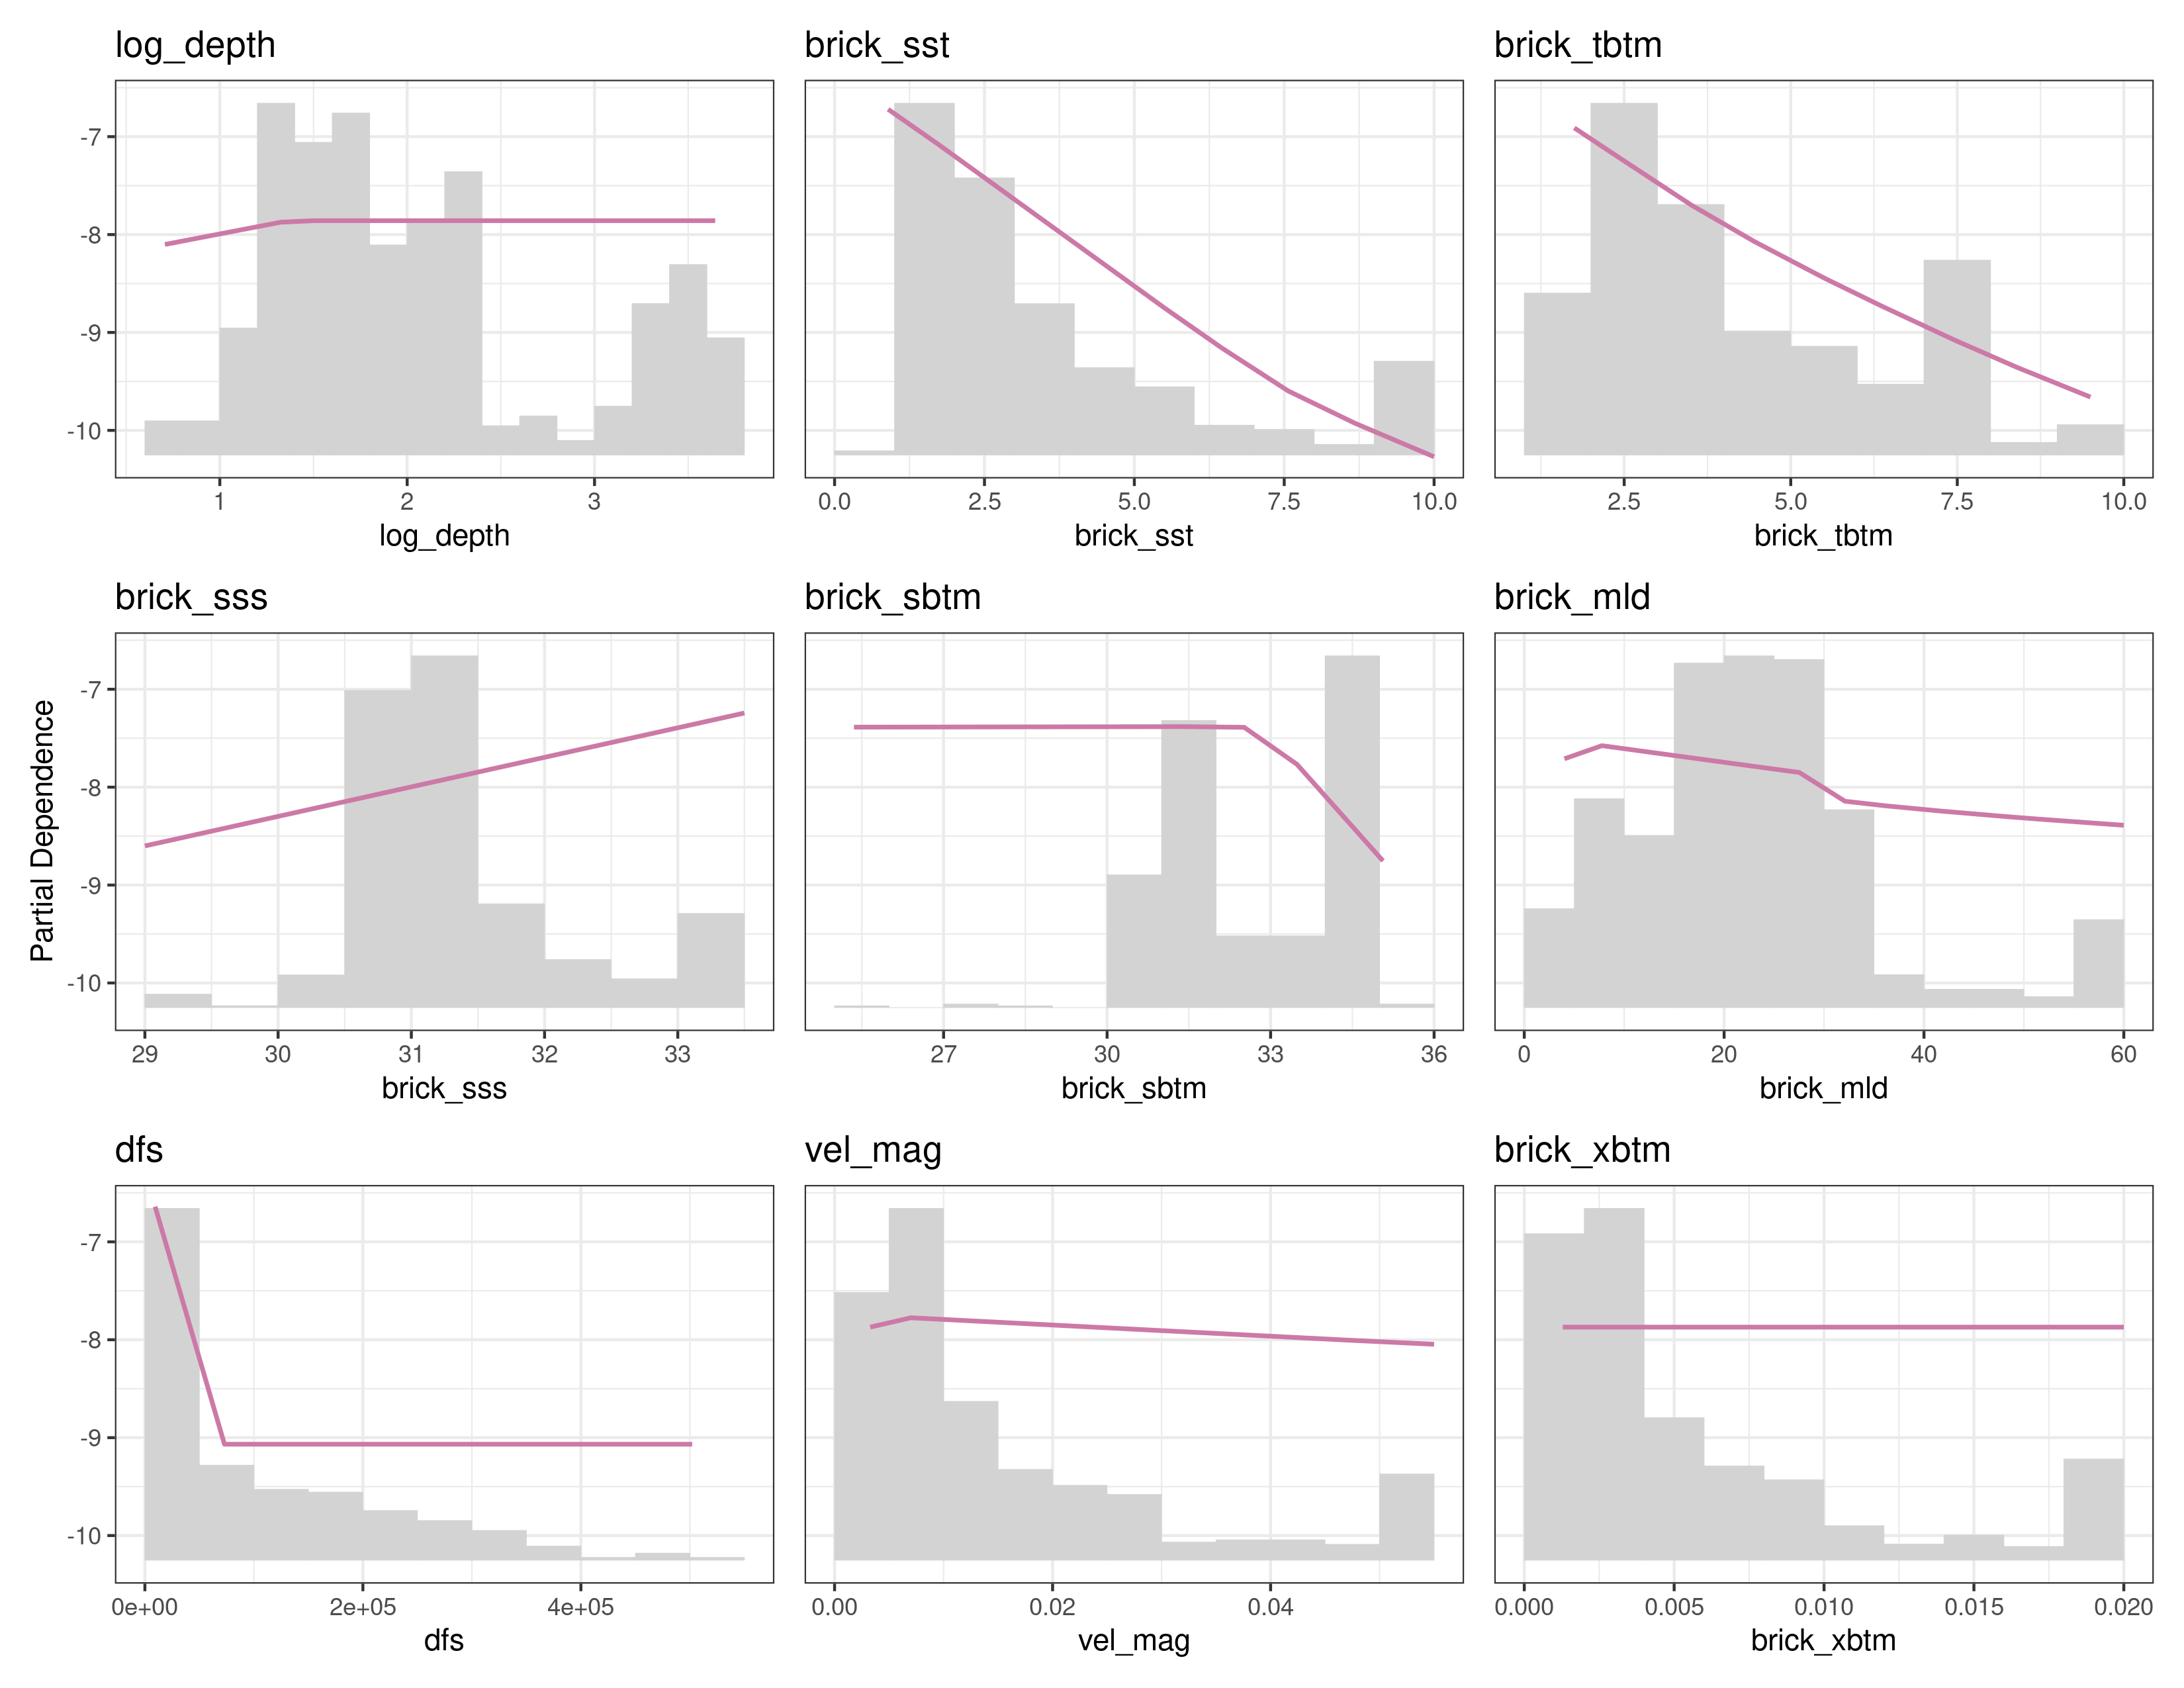 log_depth
brick_sst
brick_tbtm
-7
-8
-9
-10
1 2 3
0.0 2.5 5.0 7.5 10.0
2.5 5.0 7.5 10.0
log_depth
brick_sst
brick_tbtm
brick_sss
brick_sbtm
brick_mld
Partial Dependence
-7
-8
-9
-10
29 30 31 32 33
27 30 33 36
0 20 40 60
brick_sss
brick_sbtm
brick_mld
dfs
vel_mag
brick_xbtm
-7
-8
-9
-10
0e+00 2e+05 4e+05
0.00 0.02 0.04
0.000 0.005 0.010 0.015 0.020
dfs
vel_mag
brick_xbtm